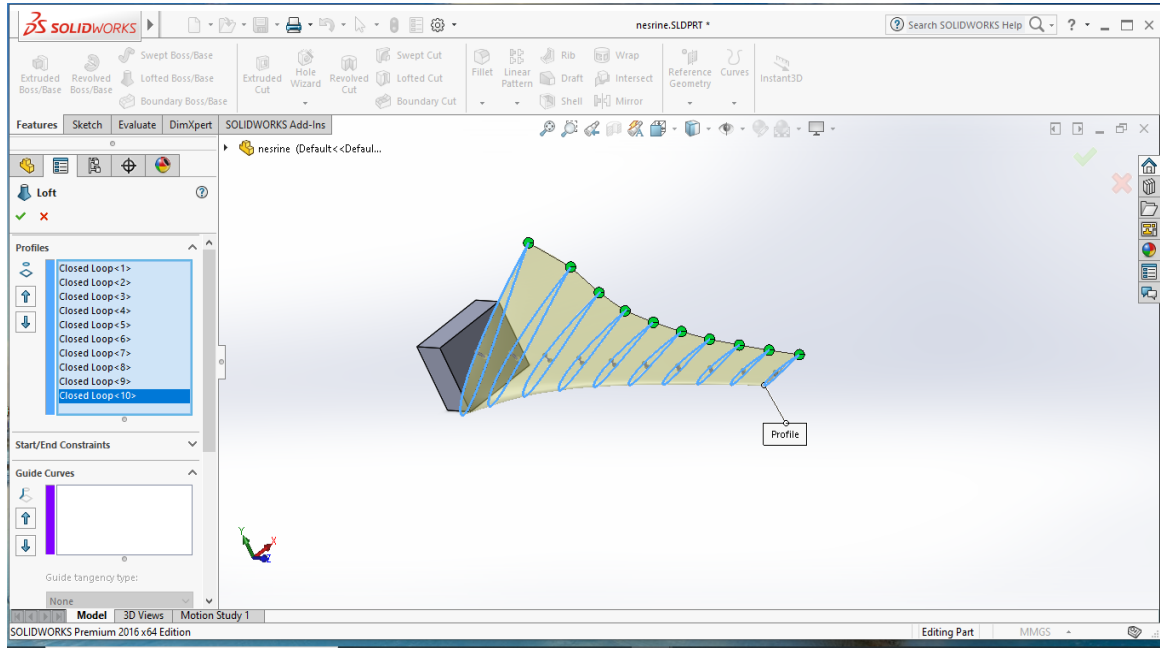 SOLIDWORKS
nesrine.SLDPRT *
Search SOLIDWORKS Help
?
Extruded Boss/Base
Revolved Boss/Base
Swept Boss/Base
Lofted Boss/Base
Boundary Boss/Base
Extruded Cut
Hole Wizard
Revolved Cut
Swept Cut
Lofted Cut
Boundary Cut
Fillet
Linear Pattern
Rib
Draft
Shell
Wrap
Intersect
Mirror
Reference Geometry
Curves
Instant3D
Features
Sketch
Evaluate
DimXpert
SOLIDWORKS Add-Ins
nesrine (Default<<Defaul...
Loft
Profiles
Closed Loop<1>
Closed Loop<2>
Closed Loop<3>
Closed Loop<4>
Closed Loop<5>
Closed Loop<6>
Closed Loop<7>
Closed Loop<8>
Closed Loop<9>
Closed Loop<10>
Start/End Constraints
Guide Curves
Guide tangency type:
None
Profile
Y
X
Z
Model
3D Views
Motion Study 1
SOLIDWORKS Premium 2016 x64 Edition
Editing Part
MMGS